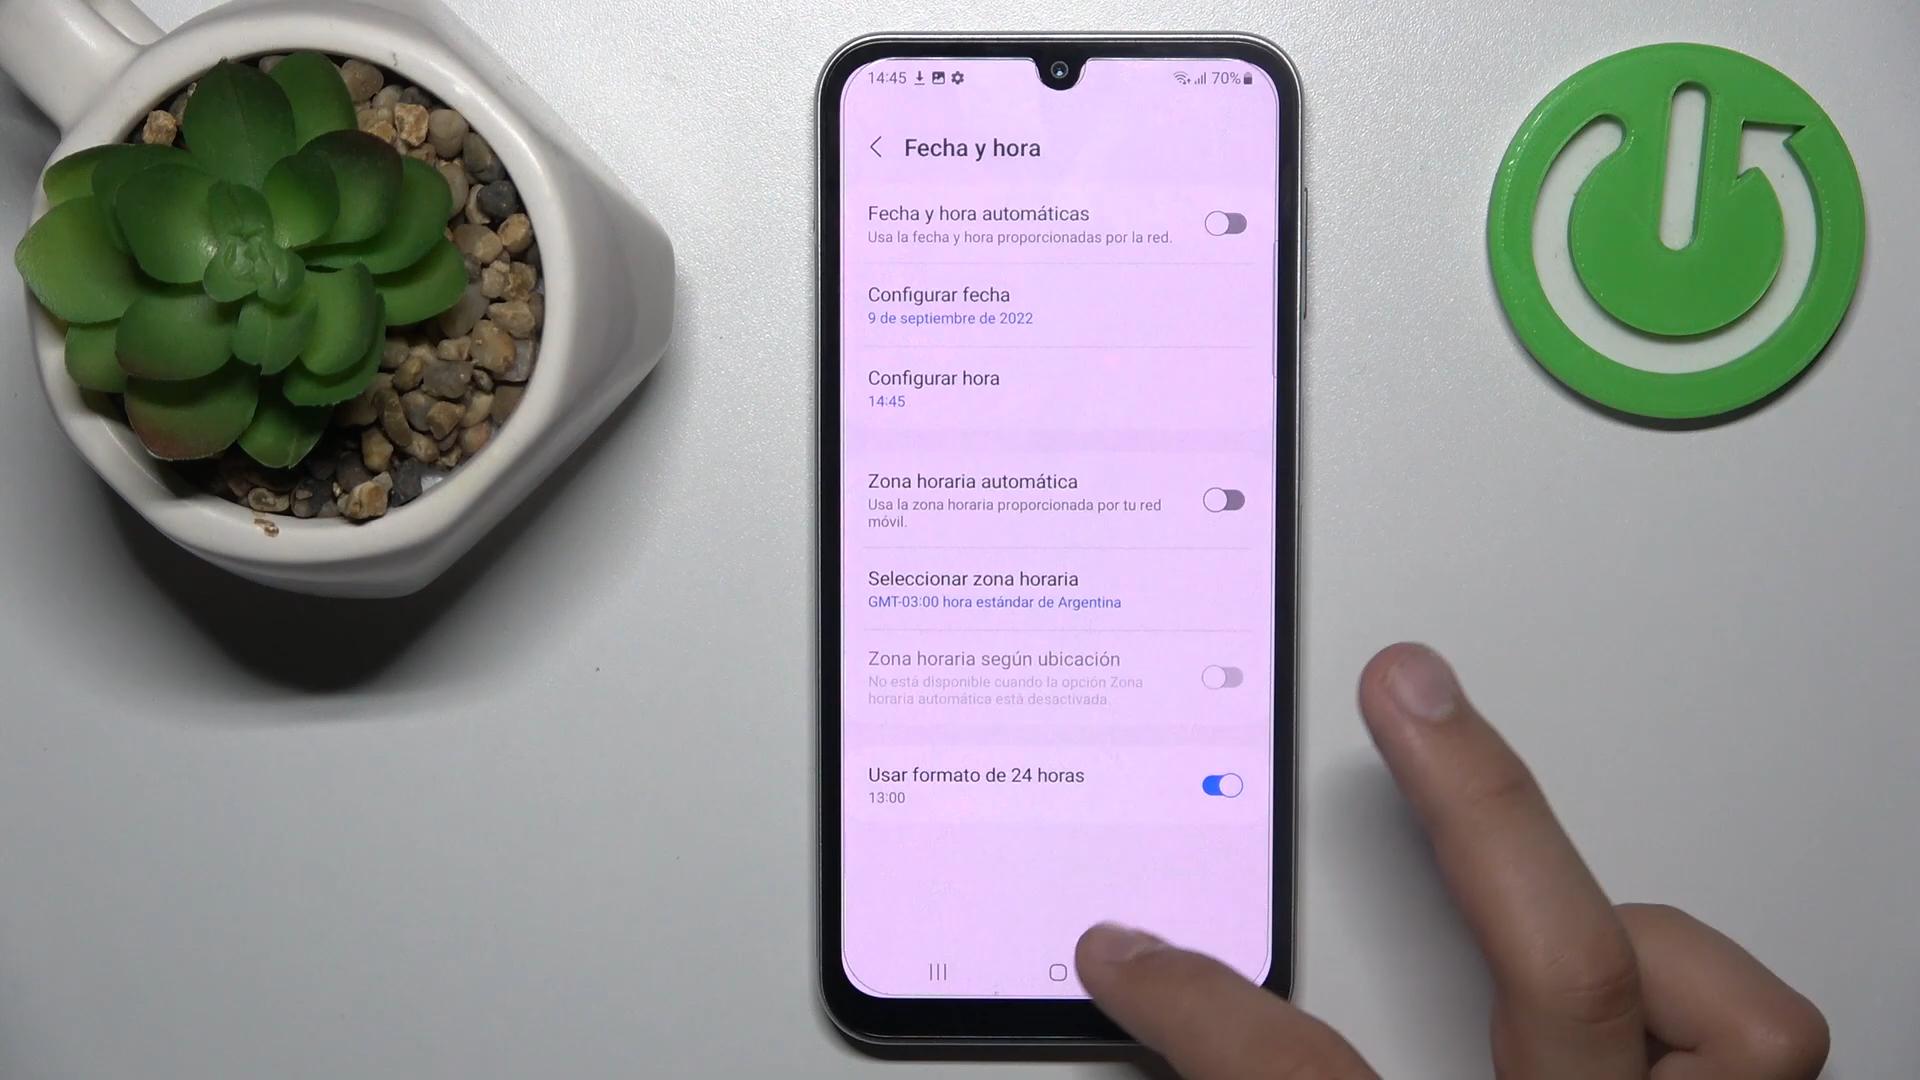 14:45 70%
Fecha y hora
Fecha y hora automáticas
Usa la fecha y hora proporcionadas por la red.
Configurar fecha
9 de septiembre de 2022
Configurar hora
14:45
Zona horaria automática
Usa la zona horaria proporcionada por tu red
móvil.
Seleccionar zona horaria
GMT-03:00 hora estándar de Argentina
Zona horaria según ubicación
No está disponible cuando la opción Zona
horaria automática está desactivada.
Usar formato de 24 horas
13:00